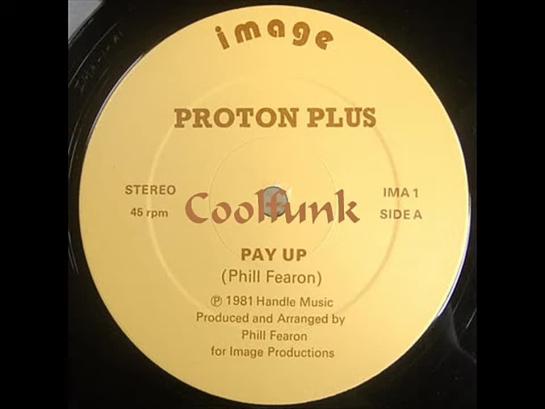 image
PROTON PLUS
STEREO
45 rpm
IMA 1
SIDE A
Coolfunk
PAY UP
(Phill Fearon)
℗ 1981 Handle Music
Produced and Arranged by
Phill Fearon
for Image Productions